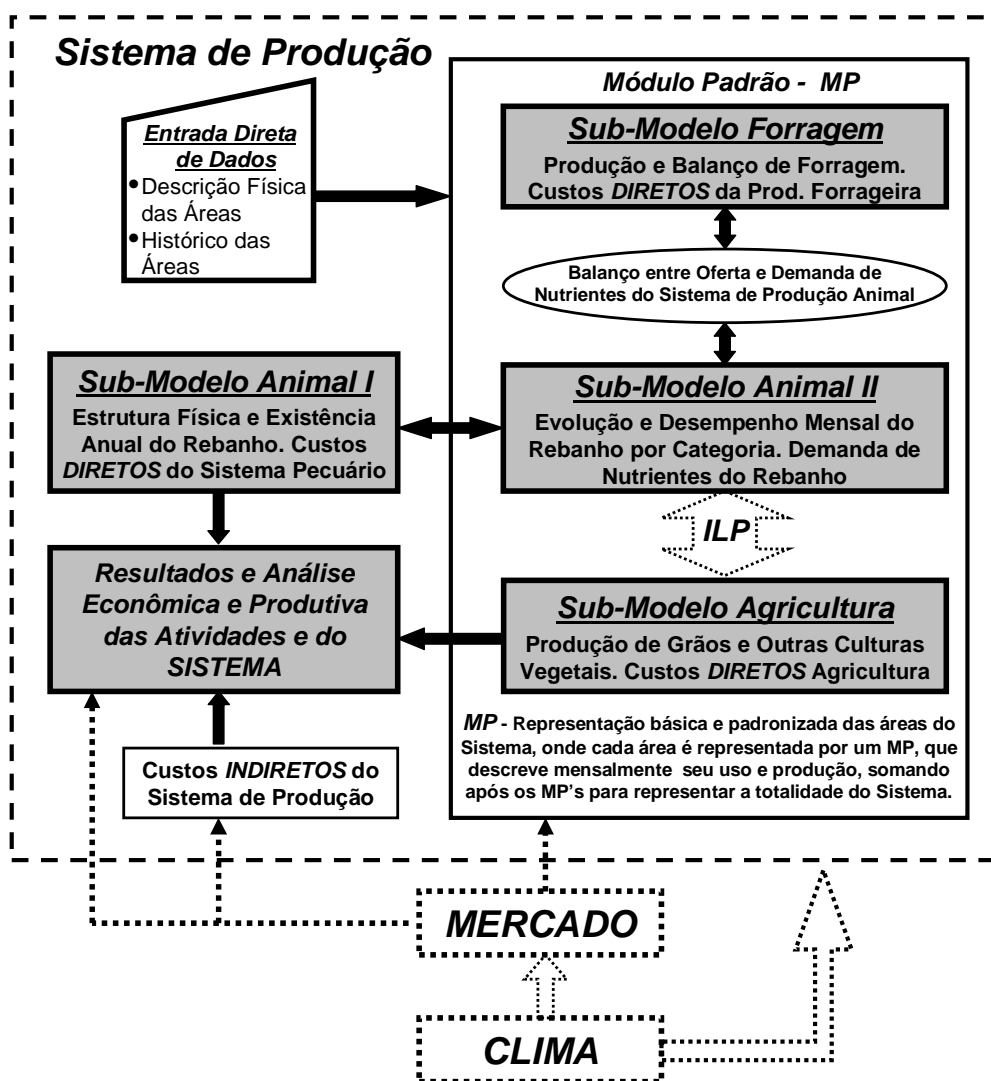 Sistema de Produção
Entrada Direta
de Dados
•Descrição Física
das Áreas
•Histórico das
Áreas
Módulo Padrão - MP
Sub-Modelo Forragem
Produção e Balanço de Forragem.
Custos DIRETOS da Prod. Forrageira
Balanço entre Oferta e Demanda de
Nutrientes do Sistema de Produção Animal
Sub-Modelo Animal I
Estrutura Física e Existência
Anual do Rebanho. Custos
DIRETOS do Sistema Pecuário
Sub-Modelo Animal II
Evolução e Desempenho Mensal do
Rebanho por Categoria. Demanda de
Nutrientes do Rebanho
ILP
Resultados e Análise
Econômica e Produtiva
das Atividades e do
SISTEMA
Sub-Modelo Agricultura
Produção de Grãos e Outras Culturas
Vegetais. Custos DIRETOS Agricultura
MP - Representação básica e padronizada das áreas do
Sistema, onde cada área é representada por um MP, que
descreve mensalmente seu uso e produção, somando
após os MP's para representar a totalidade do Sistema.
Custos INDIRETOS do
Sistema de Produção
MERCADO
CLIMA